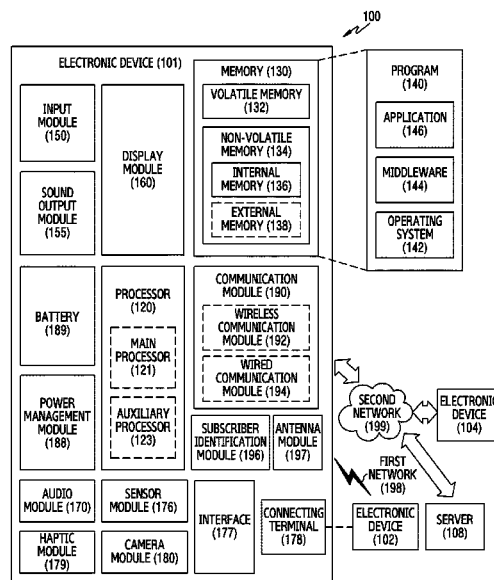 100
ELECTRONIC DEVICE (101)
INPUT
MODULE
(150)
SOUND
OUTPUT
MODULE
(155)
DISPLAY
MODULE
(160)
MEMORY (130)
VOLATILE MEMORY
(132)
NON-VOLATILE
MEMORY (134)
INTERNAL
MEMORY (136)
EXTERNAL
MEMORY (138)
PROGRAM
(140)
APPLICATION
(146)
MIDDLEWARE
(144)
OPERATING
SYSTEM
(142)
BATTERY
(189)
POWER
MANAGEMENT
MODULE
(188)
PROCESSOR
(120)
MAIN
PROCESSOR
(121)
AUXILIARY
PROCESSOR
(123)
COMMUNICATION
MODULE (190)
WIRELESS
COMMUNICATION
MODULE (192)
WIRED
COMMUNICATION
MODULE (194)
SUBSCRIBER
IDENTIFICATION
MODULE (196)
ANTENNA
MODULE
(197)
SECOND
NETWORK
(199)
ELECTRONIC
DEVICE (104)
FIRST
NETWORK
(198)
AUDIO
MODULE (170)
SENSOR
MODULE (176)
INTERFACE
(177)
CONNECTING
TERMINAL
(178)
ELECTRONIC
DEVICE (102)
SERVER
(108)
HAPTIC
MODULE
(179)
CAMERA
MODULE (180)